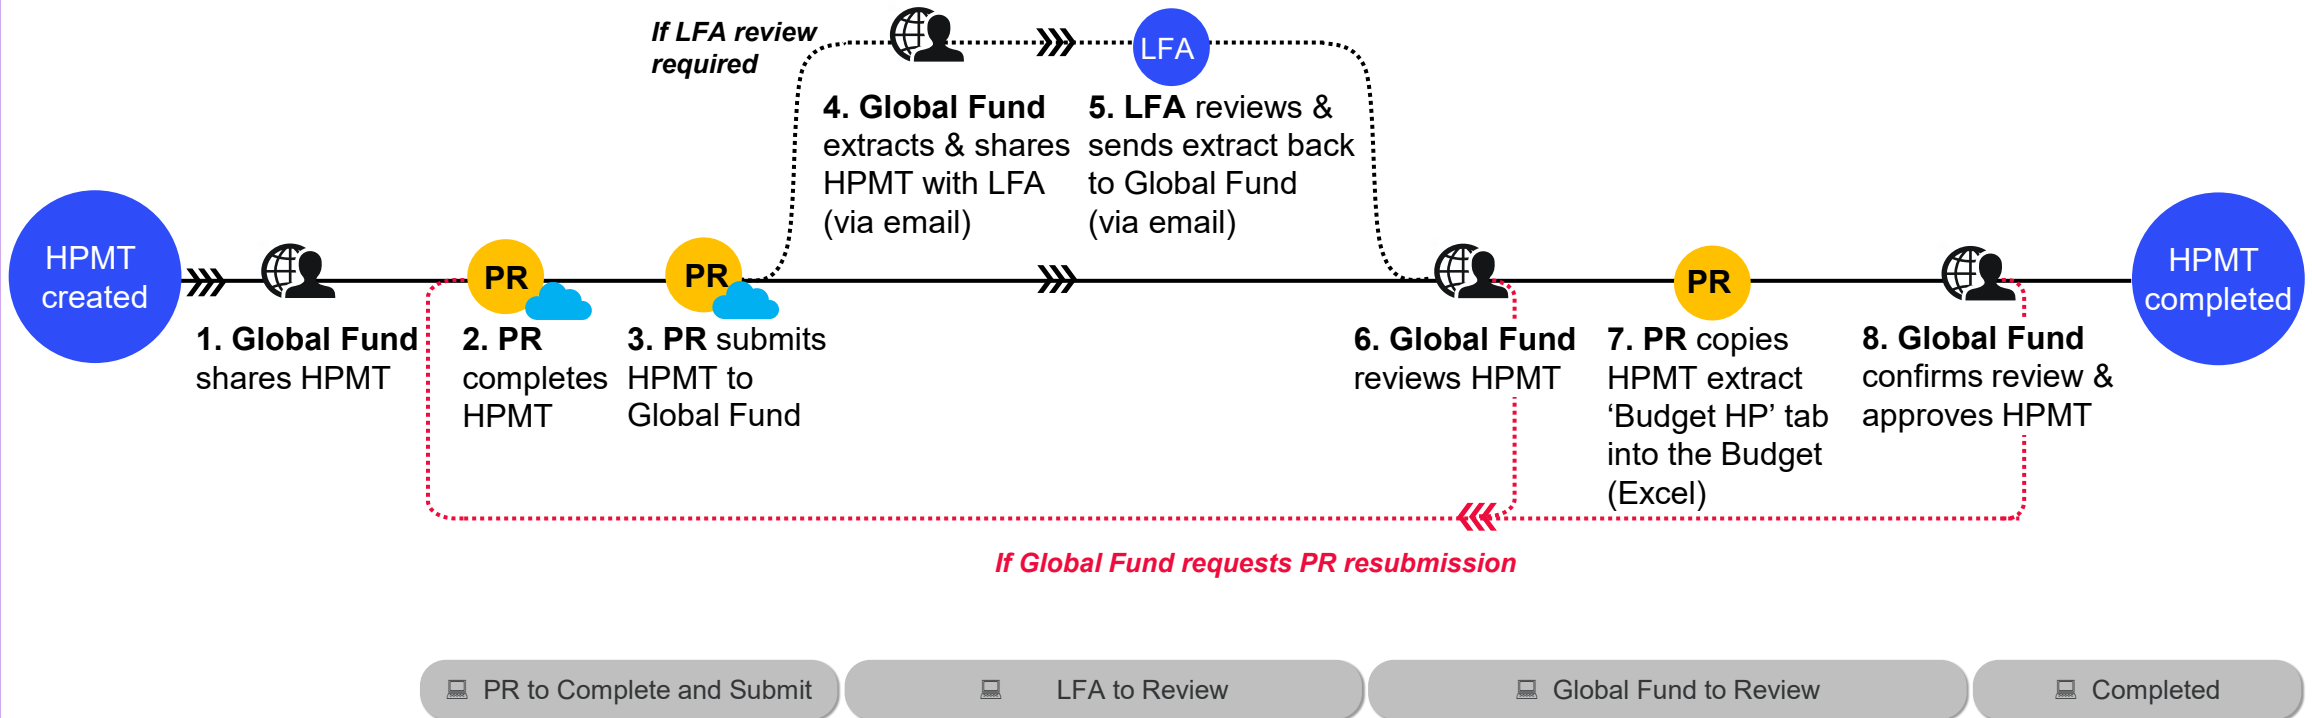 If LFA review
required
LFA
4. Global Fund
extracts & shares
HPMT with LFA
(via email)
5. LFA reviews &
sends extract back
to Global Fund
(via email)
HPMT
created
PR
PR
PR
HPMT
completed
1. Global Fund
shares HPMT
2. PR
completes
HPMT
3. PR submits
HPMT to
Global Fund
6. Global Fund
reviews HPMT
7. PR copies
HPMT extract
‘Budget HP’ tab
into the Budget
(Excel)
8. Global Fund
confirms review &
approves HPMT
If Global Fund requests PR resubmission
PR to Complete and Submit
LFA to Review
Global Fund to Review
Completed